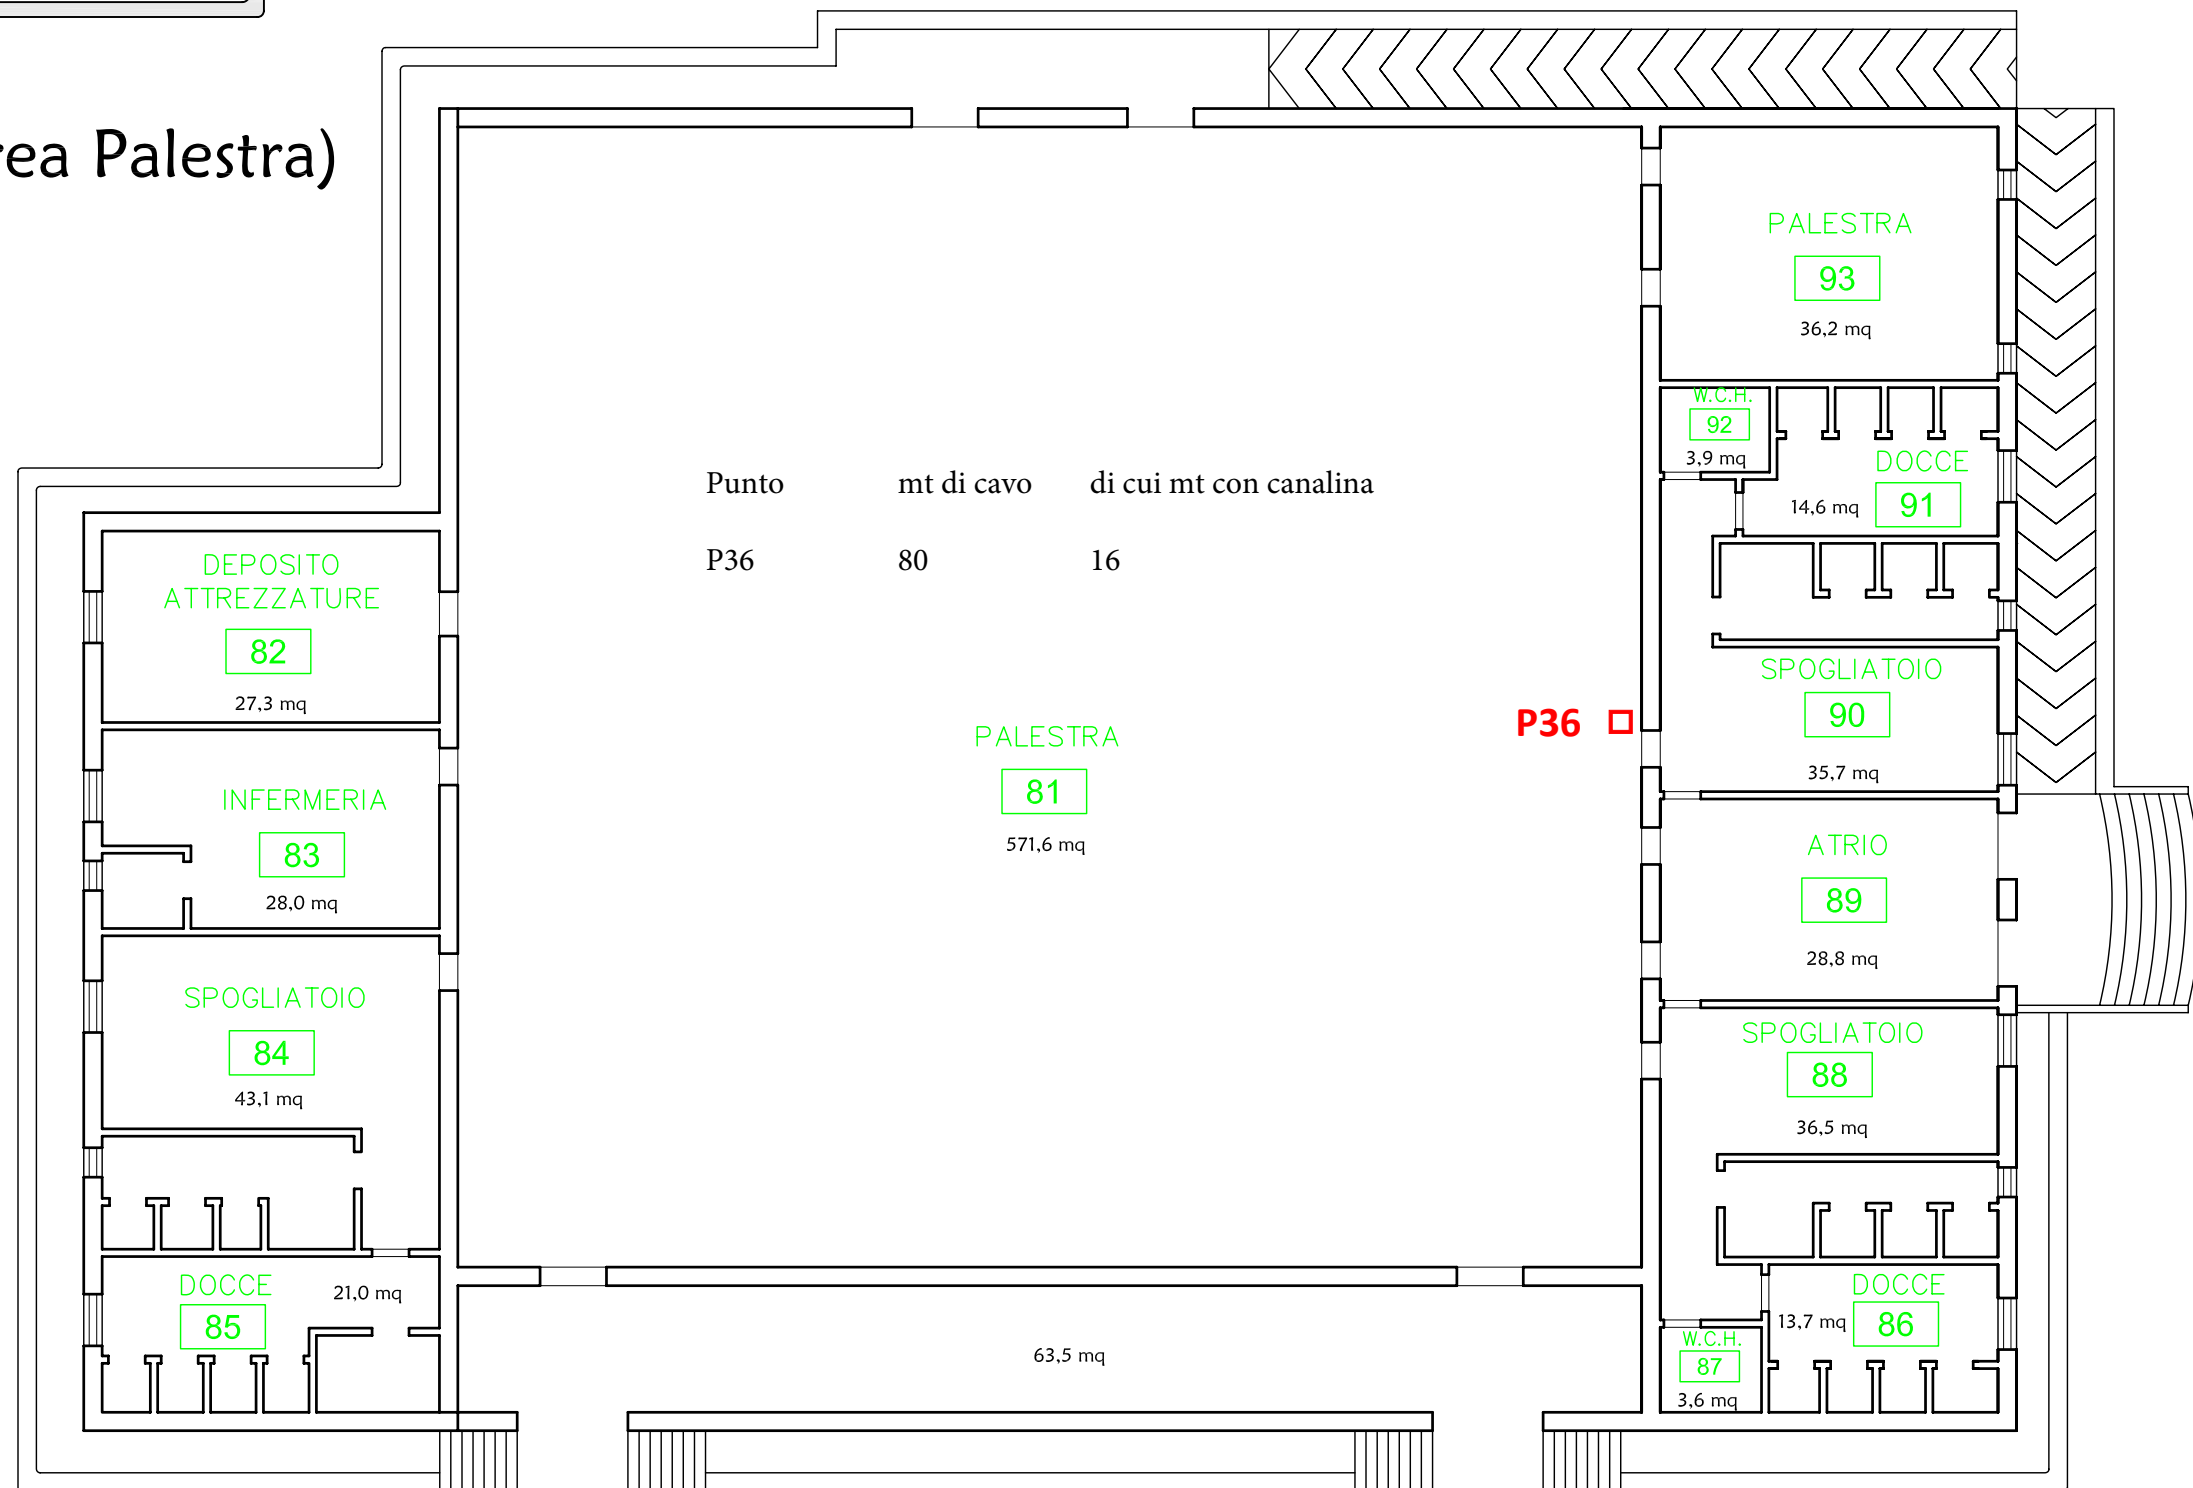 rea Palestra)
PALESTRA
93
36,2 mq
W.C.H.
92
3,9 mq
DOCCE
14,6 mq
91
Punto mt di cavo di cui mt con canalina
P36 80 16
DEPOSITO
ATTREZZATURE
82
27,3 mq
SPOGLIATOIO
90
35,7 mq
P36
PALESTRA
81
571,6 mq
INFERMERIA
83
28,0 mq
ATRIO
89
28,8 mq
SPOGLIATOIO
84
43,1 mq
SPOGLIATOIO
88
36,5 mq
DOCCE
85
21,0 mq
DOCCE
13,7 mq
86
63,5 mq
W.C.H.
87
3,6 mq